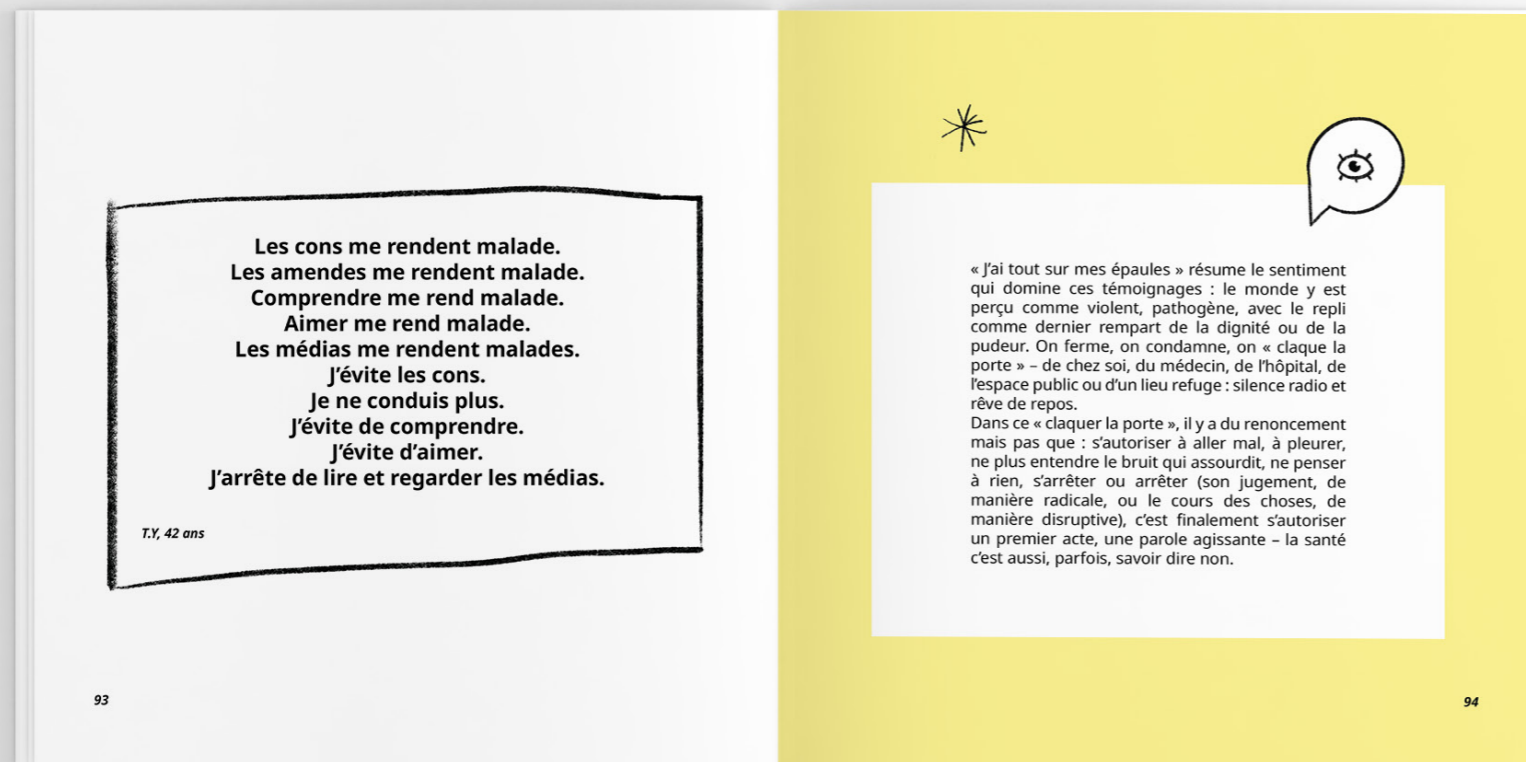 Les cons me rendent malade.
Les amendes me rendent malade.
Comprendre me rend malade.
Aimer me rend malade.
Les médias me rendent malades.
J'évite les cons.
Je ne conduis plus.
J'évite de comprendre.
J'évite d'aimer.
J'arrête de lire et regarder les médias.
T.Y, 42 ans
93
« J'ai tout sur mes épaules » résume le sentiment
qui domine ces témoignages : le monde y est
perçu comme violent, pathogène, avec le repli
comme dernier rempart de la dignité ou de la
pudeur. On ferme, on condamne, on « claque la
porte » – de chez soi, du médecin, de l'hôpital, de
l'espace public ou d'un lieu refuge : silence radio et
rêve de repos.
Dans ce « claquer la porte », il y a du renoncement
mais pas que : s'autoriser à aller mal, à pleurer,
ne plus entendre le bruit qui assourdit, ne penser
à rien, s'arrêter ou arrêter (son jugement, de
manière radicale, ou le cours des choses, de
manière disruptive), c'est finalement s'autoriser
un premier acte, une parole agissante – la santé
c'est aussi, parfois, savoir dire non.
94